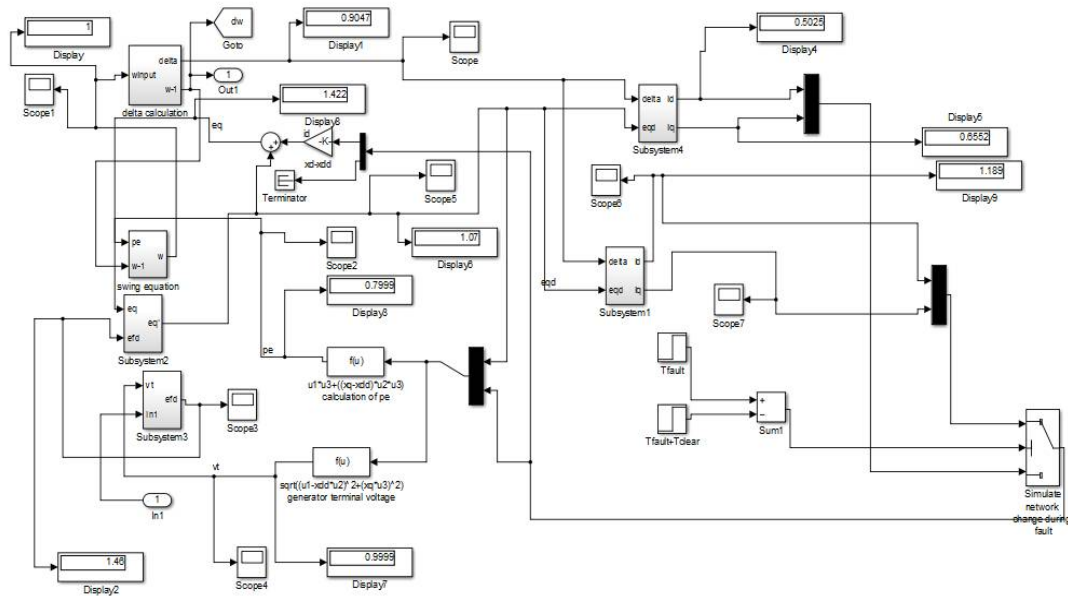 1
Display
dw
Goto
0.9047
Display1
Scope
0.5025
Display4
winput
delta
w-1
delta calculation
1
Out1
Scope1
1.422
eq
id
-K-
xd-xdd
Terminator
delta
eqd
Id
Iq
Subsystem4
Display5
0.6552
Scope5
Scope6
1.189
Display9
pe
w-1
w
swing equation
Scope2
1.07
delta
eqd
Id
Iq
Subsystem1
eqd
Scope7
eq
efd
eq'
Subsystem2
0.7999
pe
f(u)
u1*u3+((xq-xdd)*u2*u3)
calculation of pe
Tfault
Tfault+Tclear
+
−
Sum1
vt
In1
efd
Subsystem3
Scope3
vt
f(u)
sqrt((u1-xdd*u2)^2+(xq*u3)^2)
generator terminal voltage
1
In1
Simulate
network
change during
fault
1.46
Display2
Scope4
0.9999
Display7